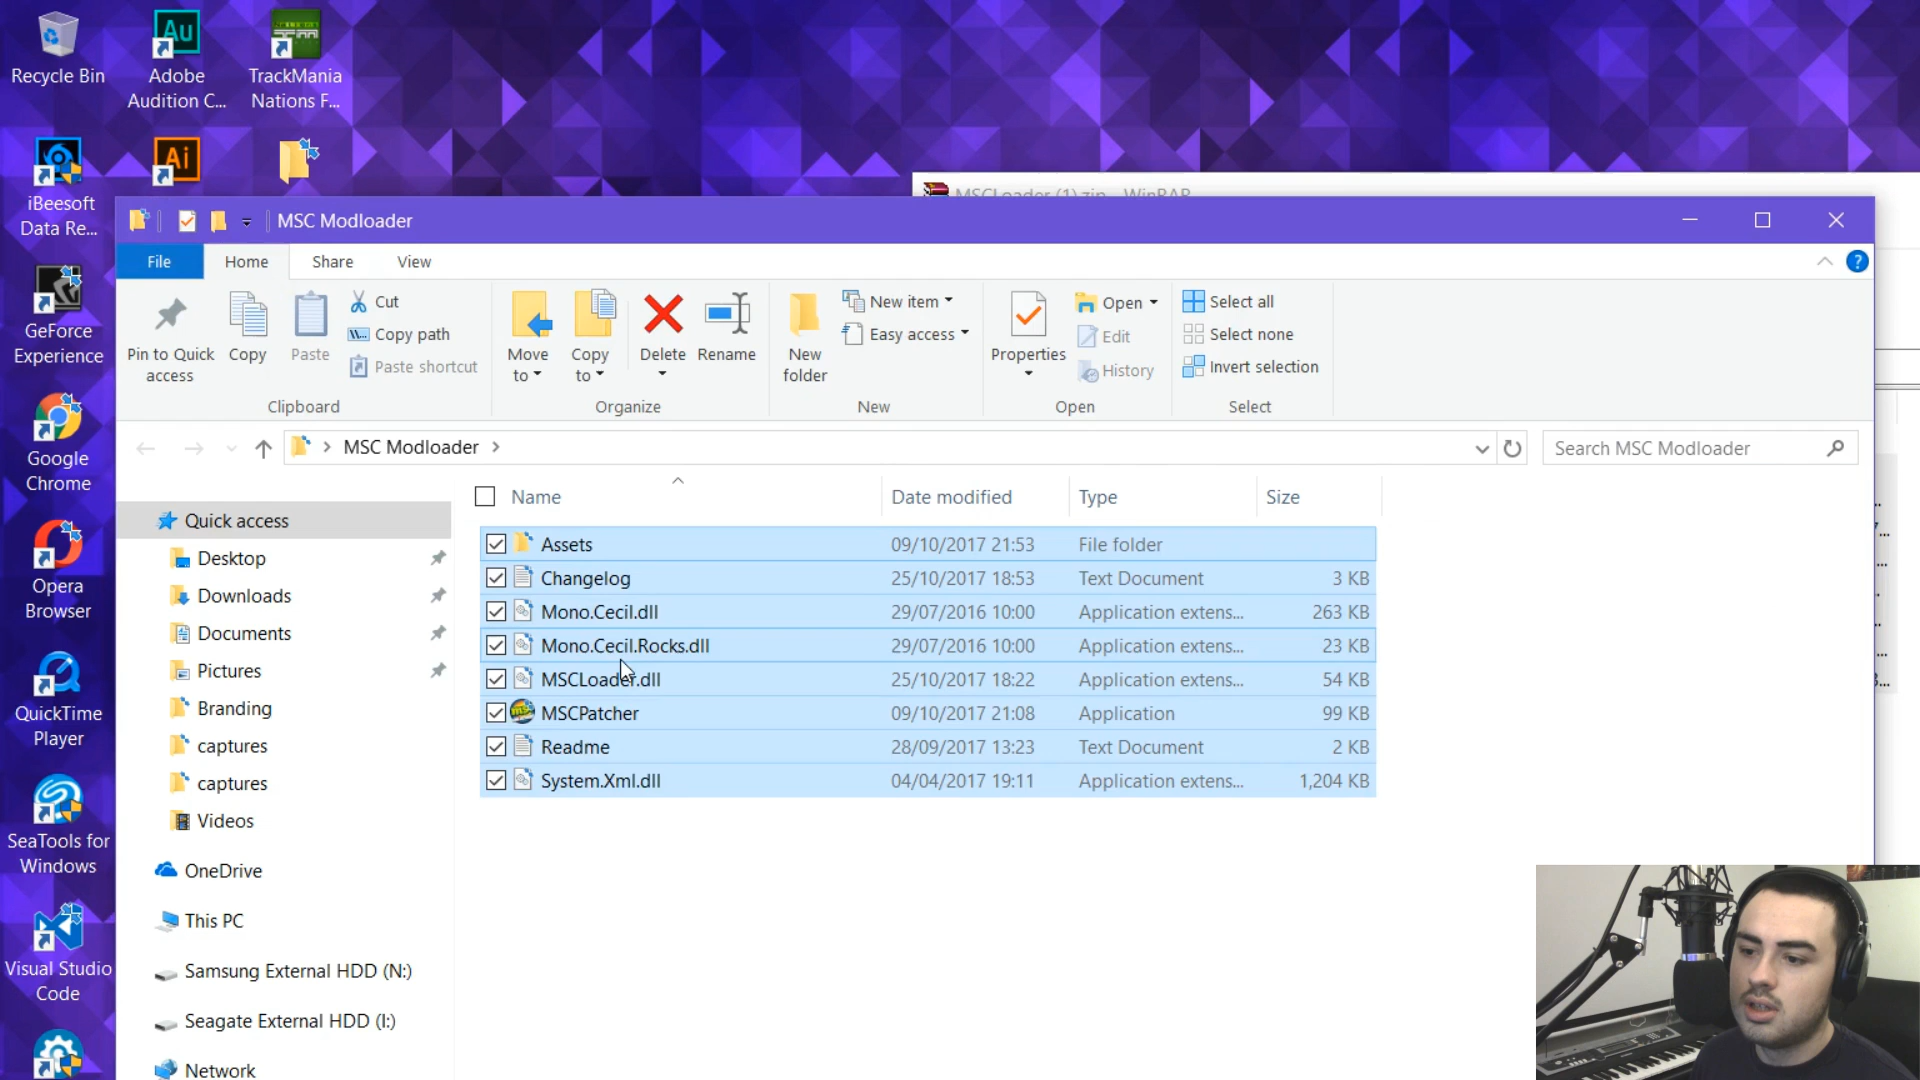 Recycle Bin
Adobe
Audition C...
TrackMania
Nations F...
iBeesoft
Data Re...
GeForce
Experience
Google
Chrome
Opera
Browser
QuickTime
Player
SeaTools for
Windows
Visual Studio
Code
MSCLoader (1).zip - WinRAR
MSC Modloader
File
Home
Share
View
Pin to Quick
access
Copy
Paste
Cut
Copy path
Paste shortcut
Clipboard
Move
to
Copy
to
Delete
Rename
Organize
New
folder
New item
Easy access
New
Properties
Open
Edit
History
Open
Select all
Select none
Invert selection
Select
MSC Modloader
Search MSC Modloader
Quick access
Desktop
Downloads
Documents
Pictures
Branding
captures
captures
Videos
OneDrive
This PC
Samsung External HDD (N:)
Seagate External HDD (I:)
Network
Name Date modified Type Size
Assets 09/10/2017 21:53 File folder
Changelog 25/10/2017 18:53 Text Document 3 KB
Mono.Cecil.dll 29/07/2016 10:00 Application extens... 263 KB
Mono.Cecil.Rocks.dll 29/07/2016 10:00 Application extens... 23 KB
MSCLoader.dll 25/10/2017 18:22 Application extens... 54 KB
MSCPatcher 09/10/2017 21:08 Application 99 KB
Readme 28/09/2017 13:23 Text Document 2 KB
System.Xml.dll 04/04/2017 19:11 Application extens... 1,204 KB